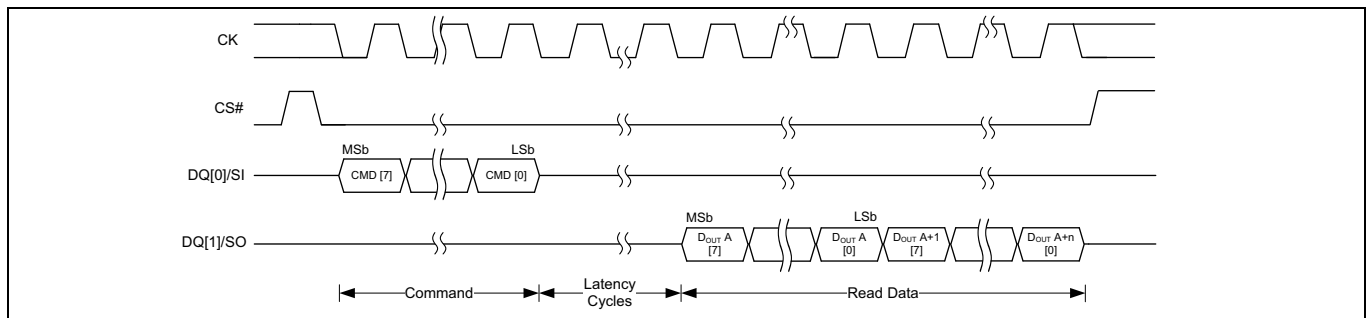 CK
CS#
MSb LSb
DQ[0]/SI CMD [7] CMD [0]
MSb LSb
DQ[1]/SO DOUT A [7] DOUT A [0] DOUT A+1 [7] DOUT A+n [0]
Command Latency Cycles Read Data